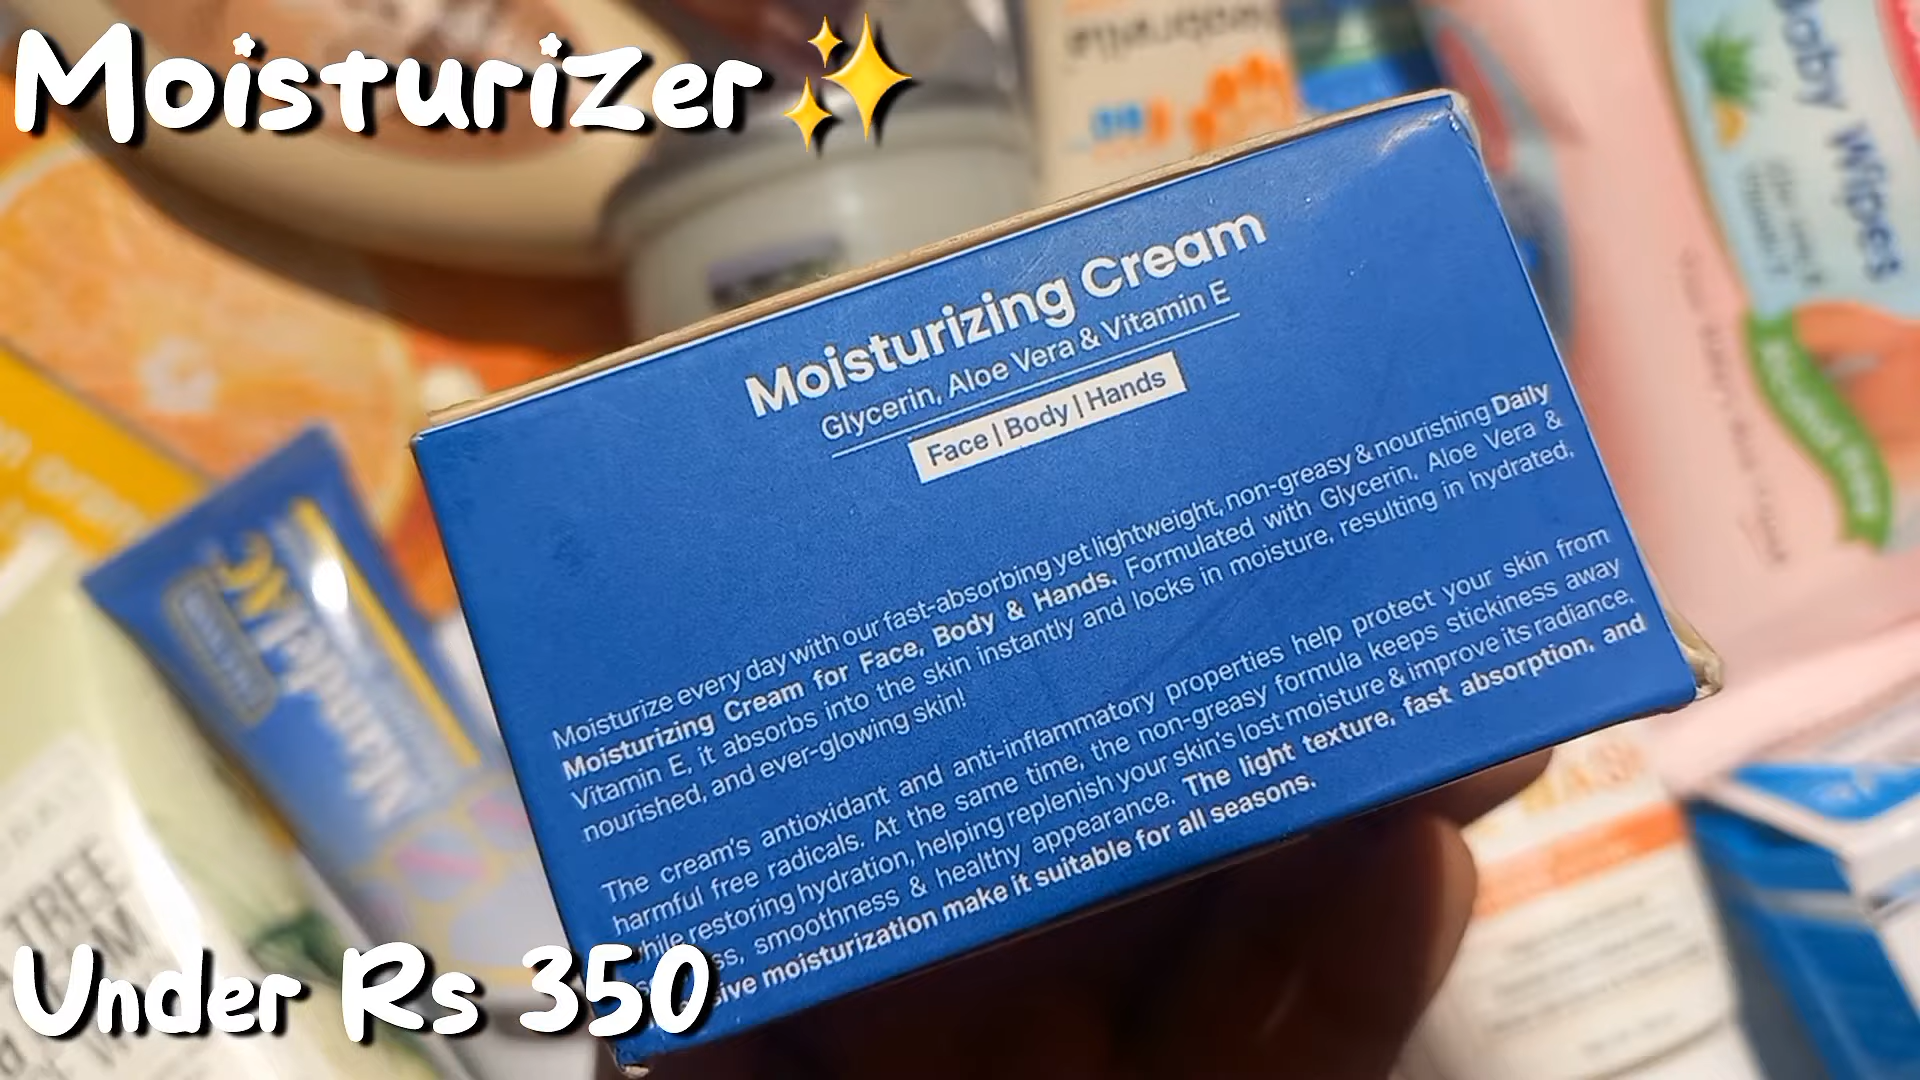 Moisturizer✨
Baby Wipes
Moisturizing Cream
Glycerin, Aloe Vera & Vitamin E
Face | Body | Hands
Moisturize every day with our fast-absorbing yet lightweight, non-greasy & nourishing Daily
Moisturizing Cream for Face, Body & Hands. Formulated with Glycerin, Aloe Vera &
Vitamin E, it absorbs into the skin instantly and locks in moisture, resulting in hydrated,
nourished, and ever-glowing skin!
The cream's antioxidant and anti-inflammatory properties help protect your skin from
harmful free radicals. At the same time, the non-greasy formula keeps stickiness away
while restoring hydration, helping replenish your skin's lost moisture & improve its radiance,
smoothness & healthy appearance. The light texture, fast absorption, and
moisturization make it suitable for all seasons.
TREE
Under Rs 350